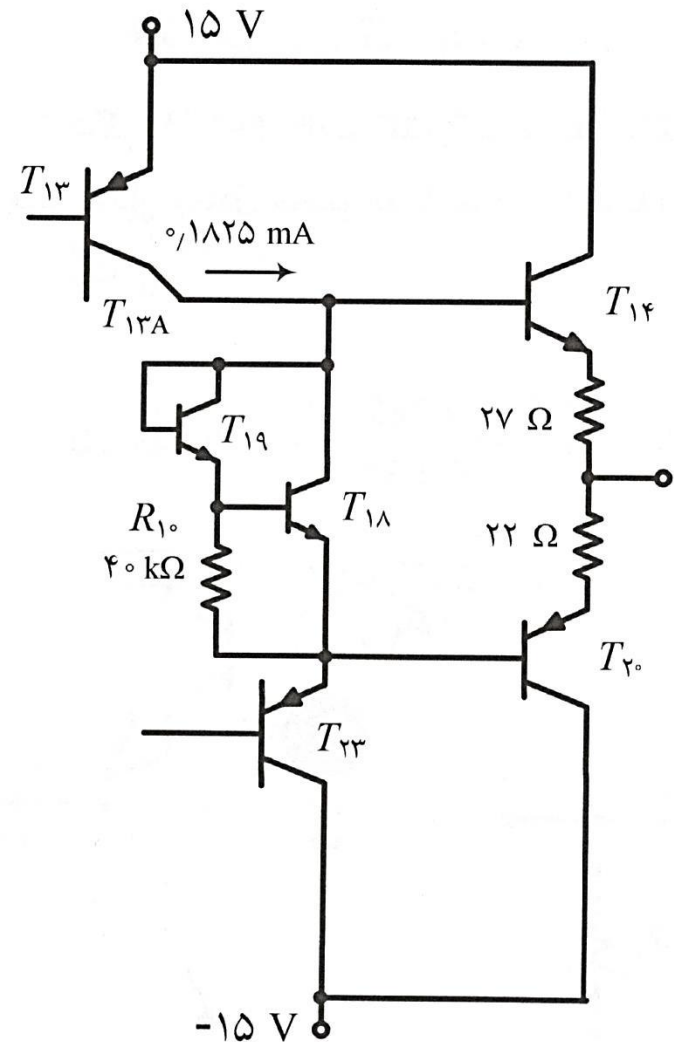 ۱۵ V
T۱۳
۰٫۱۸۲۵ mA
T۱۳A
T۱۴
T۱۹
۲۷ Ω
R۱۰
۴۰ kΩ
T۱۸
۲۲ Ω
T۲۰
T۲۳
-۱۵ V